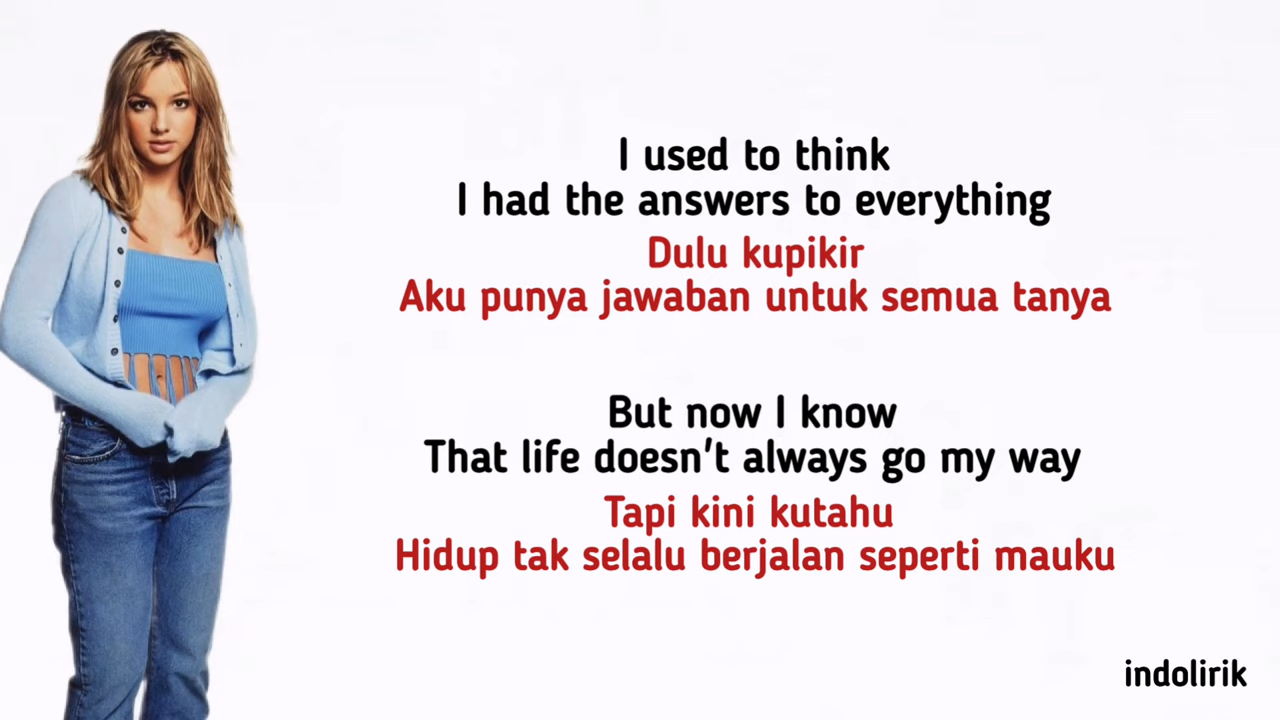 I used to think
I had the answers to everything
Dulu kupikir
Aku punya jawaban untuk semua tanya
But now I know
That life doesn't always go my way
Tapi kini kutahu
Hidup tak selalu berjalan seperti mauku
indolirik